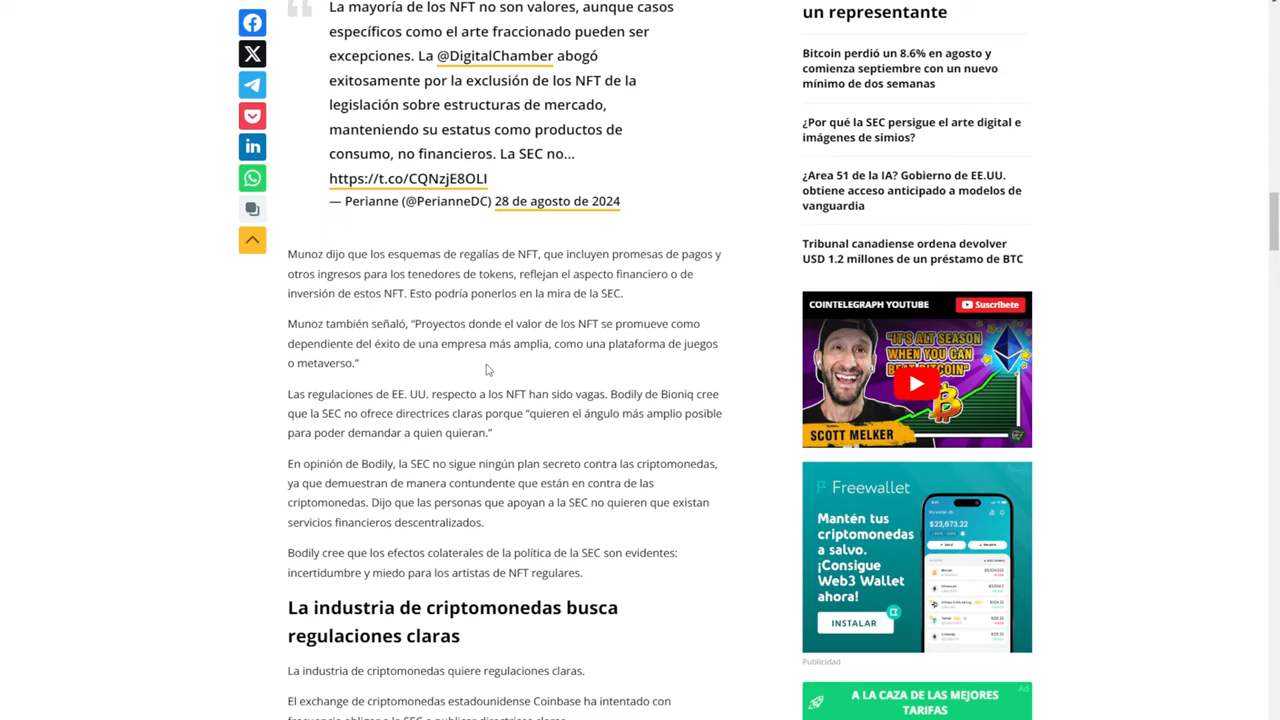 La mayoría de los NFT no son valores, aunque casos
específicos como el arte fraccionado pueden ser
excepciones. La @DigitalChamber abogó
exitosamente por la exclusión de los NFT de la
legislación sobre estructuras de mercado,
manteniendo su estatus como productos de
consumo, no financieros. La SEC no...
https://t.co/CQNzjE8OLI
— Perianne (@PerianneDC) 28 de agosto de 2024
Munoz dijo que los esquemas de regalías de NFT, que incluyen promesas de pagos y
otros ingresos para los tenedores de tokens, reflejan el aspecto financiero o de
inversión de estos NFT. Esto podría ponerlos en la mira de la SEC.
Munoz también señaló, “Proyectos donde el valor de los NFT se promueve como
dependiente del éxito de una empresa más amplia, como una plataforma de juegos
o metaverso.”
Las regulaciones de EE. UU. respecto a los NFT han sido vagas. Bodily de Bioniq cree
que la SEC no ofrece directrices claras porque “quieren el ángulo más amplio posible
para poder demandar a quien quieran.”
En opinión de Bodily, la SEC no sigue ningún plan secreto contra las criptomonedas,
ya que demuestran de manera contundente que están en contra de las
criptomonedas. Dijo que las personas que apoyan a la SEC no quieren que existan
servicios financieros descentralizados.
Bodily cree que los efectos colaterales de la política de la SEC son evidentes:
incertidumbre y miedo para los artistas de NFT regulares.
La industria de criptomonedas busca
regulaciones claras
La industria de criptomonedas quiere regulaciones claras.
El exchange de criptomonedas estadounidense Coinbase ha intentado con
un representante
Bitcoin perdió un 8.6% en agosto y
comienza septiembre con un nuevo
mínimo de dos semanas
¿Por qué la SEC persigue el arte digital e
imágenes de simios?
¿Area 51 de la IA? Gobierno de EE.UU.
obtiene acceso anticipado a modelos de
vanguardia
Tribunal canadiense ordena devolver
USD 1.2 millones de un préstamo de BTC
COINTELEGRAPH YOUTUBE
Suscríbete
"IT'S ALT SEASON
WHEN YOU CAN
BEAT BITCOIN"
SCOTT MELKER
Freewallet
Mantén tus
criptomonedas
a salvo.
¡Consigue
Web3 Wallet
ahora!
INSTALAR
$23,673.22
Publicidad
Ad
A LA CAZA DE LAS MEJORES
TARIFAS